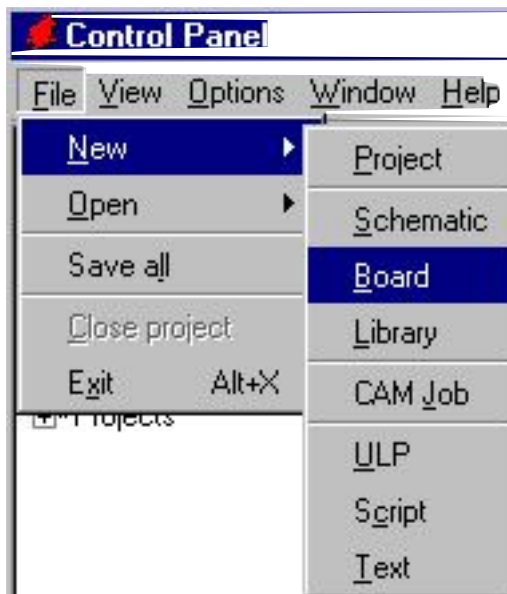 Control Panel
File View Options Window Help
New
Open
Save all
Close project
Exit Alt+X
Projects
Project
Schematic
Board
Library
CAM Job
ULP
Script
Text